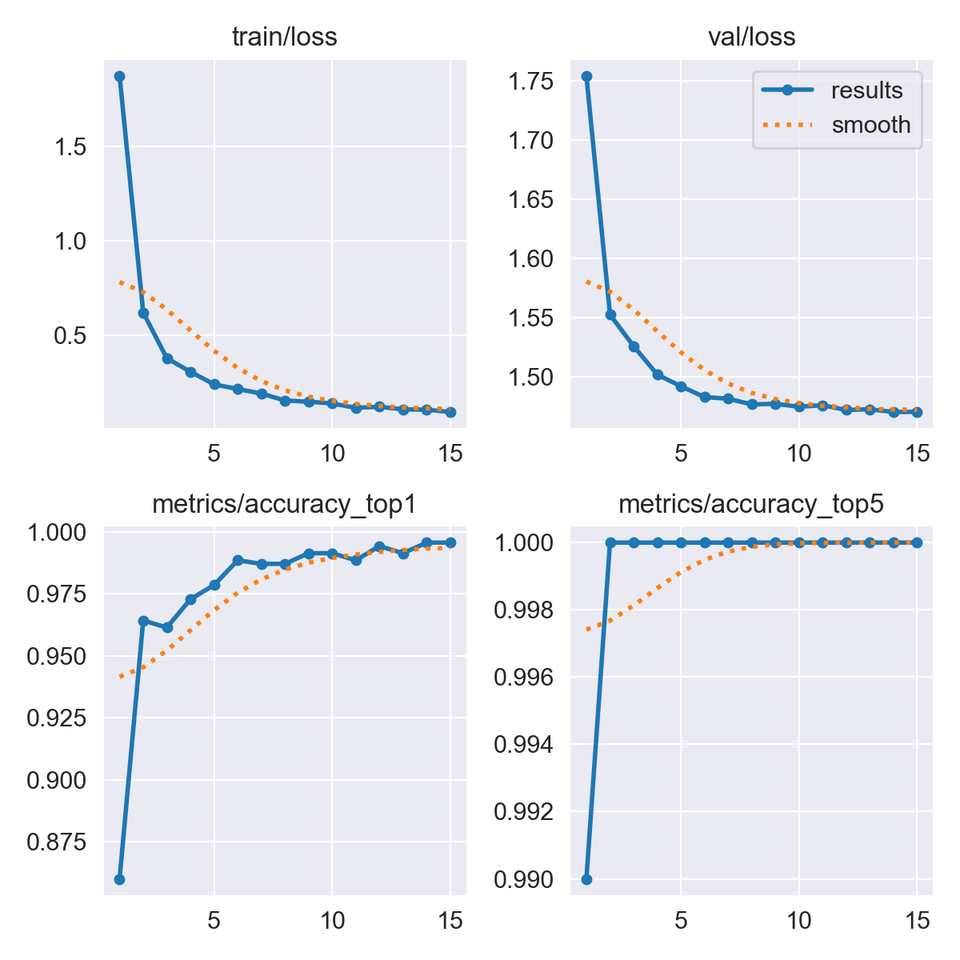 train/loss
1.5
1.0
0.5
5 10 15
val/loss
results
smooth
1.75
1.70
1.65
1.60
1.55
1.50
5 10 15
metrics/accuracy_top1
1.000
0.975
0.950
0.925
0.900
0.875
5 10 15
metrics/accuracy_top5
1.000
0.998
0.996
0.994
0.992
0.990
5 10 15